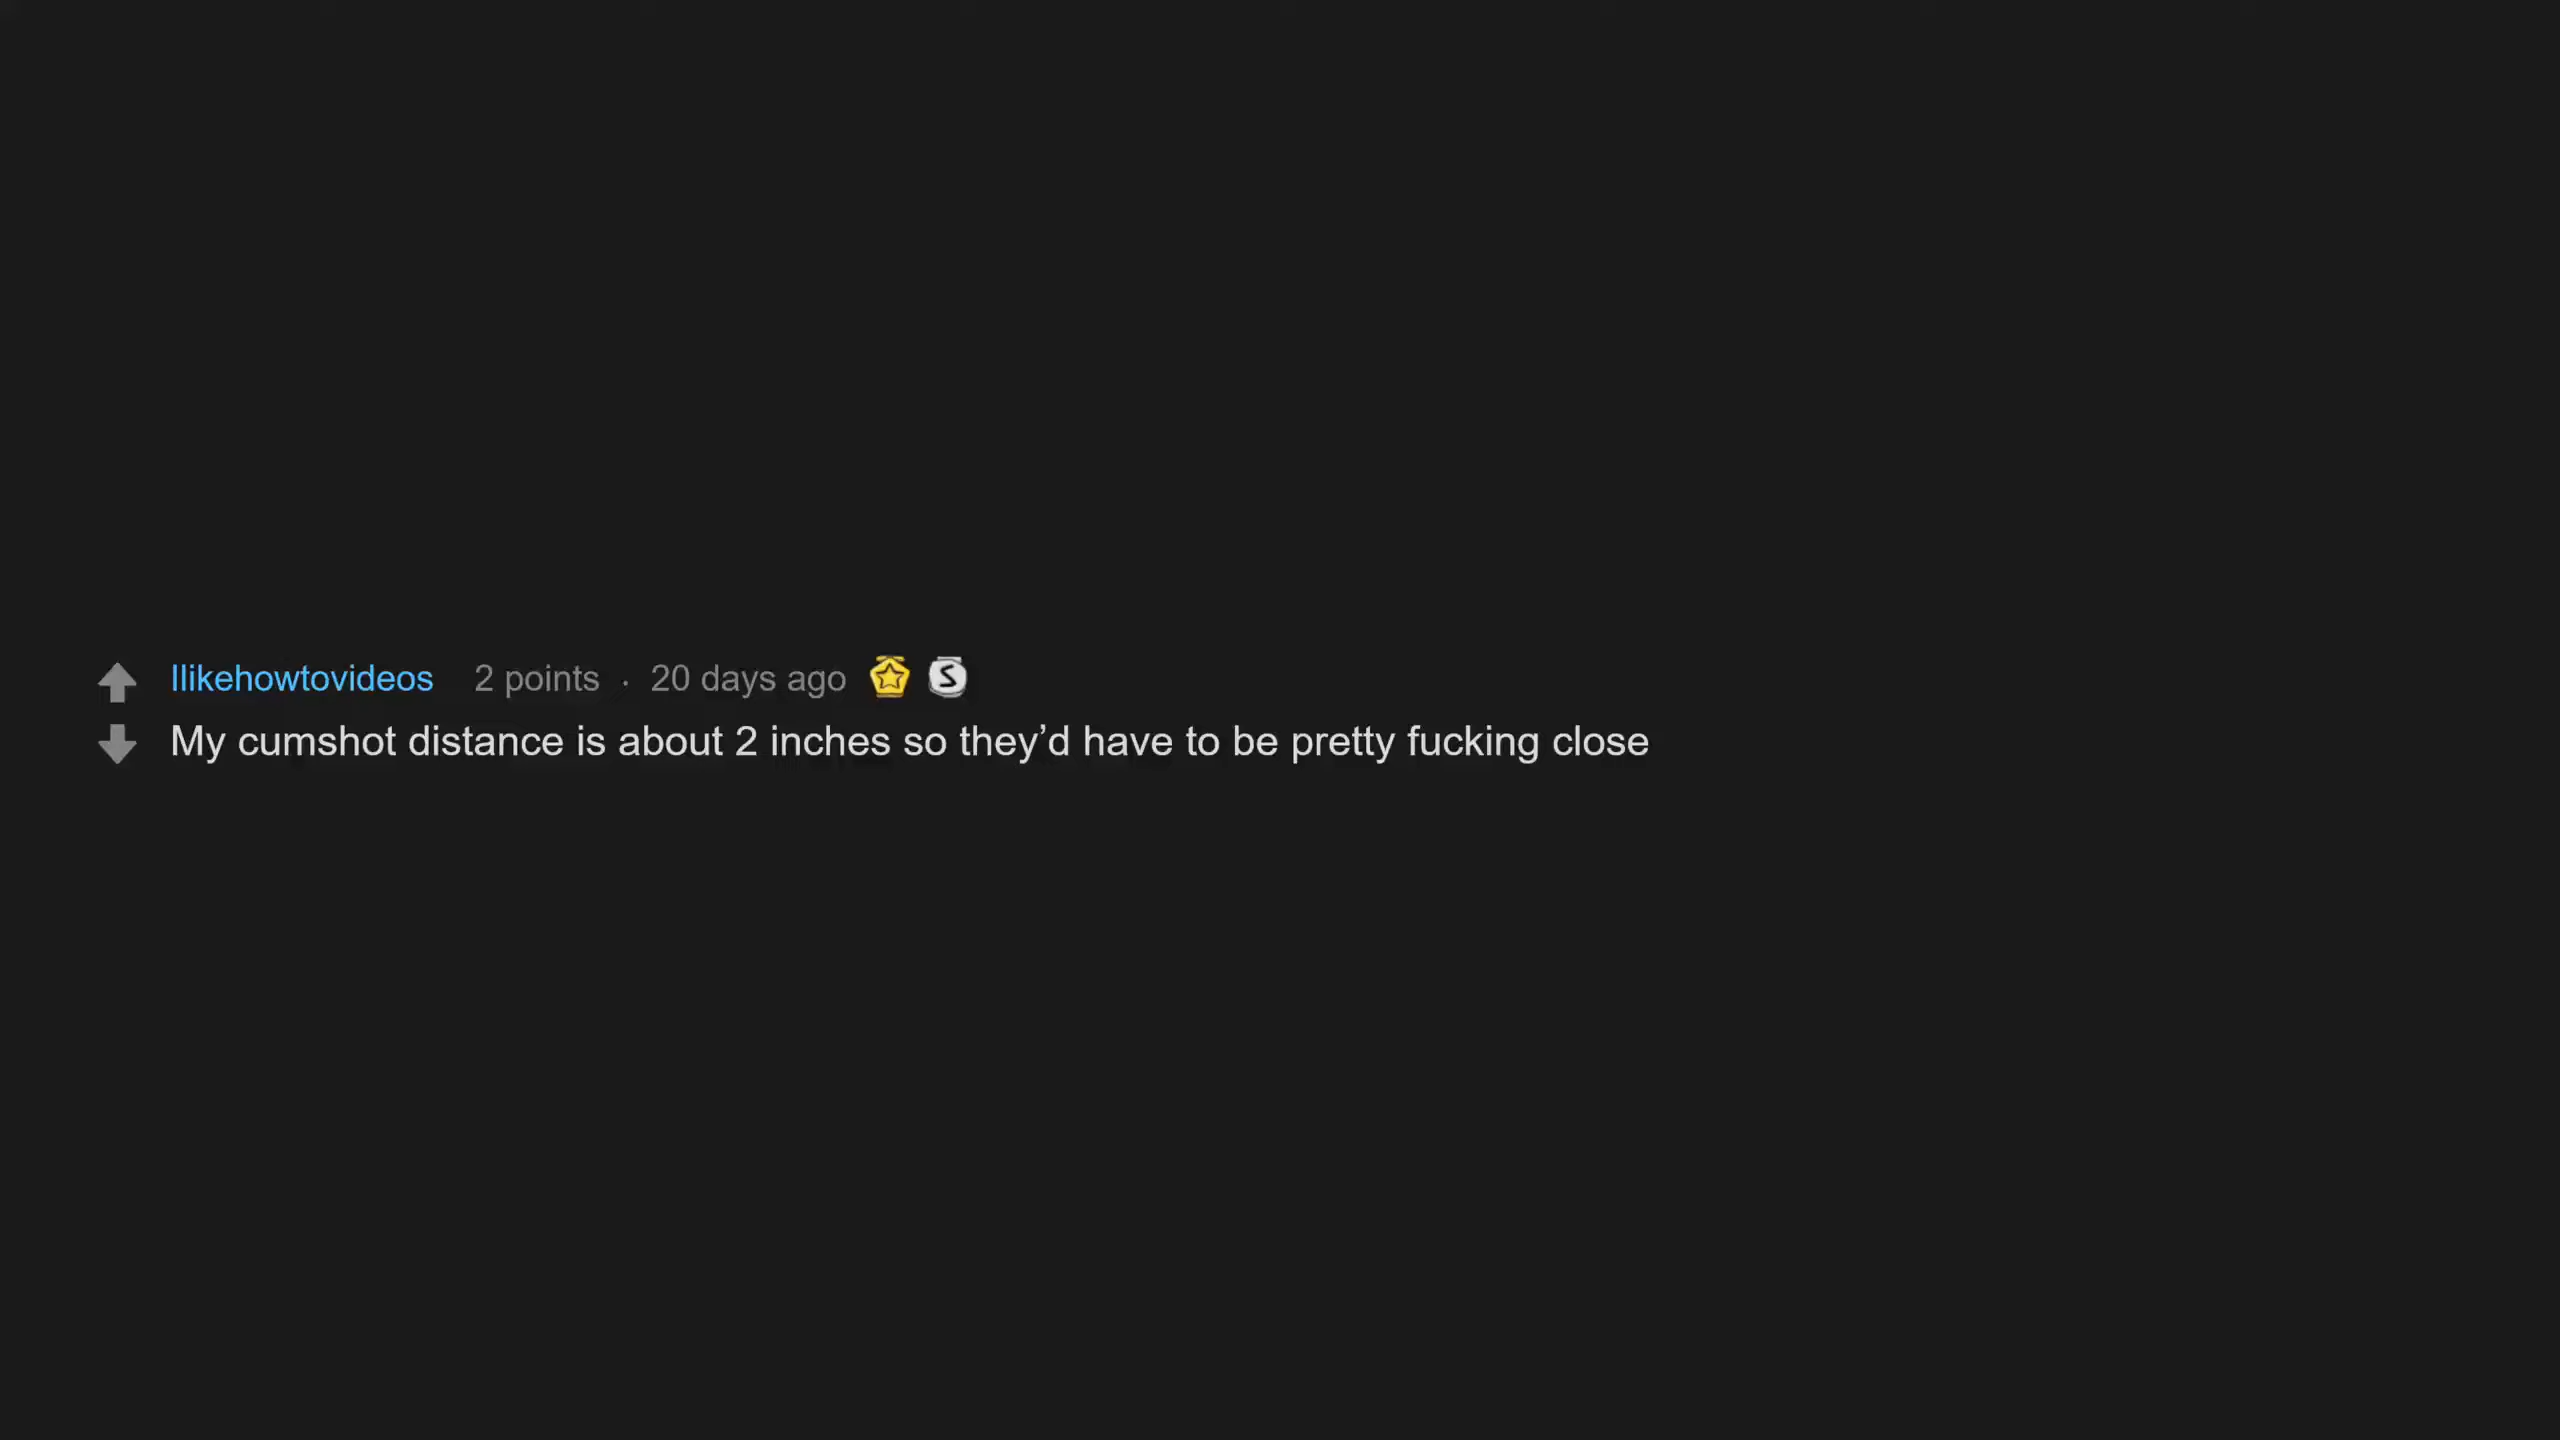 Ilikehowtovideos 2 points · 20 days ago S
My cumshot distance is about 2 inches so they’d have to be pretty fucking close